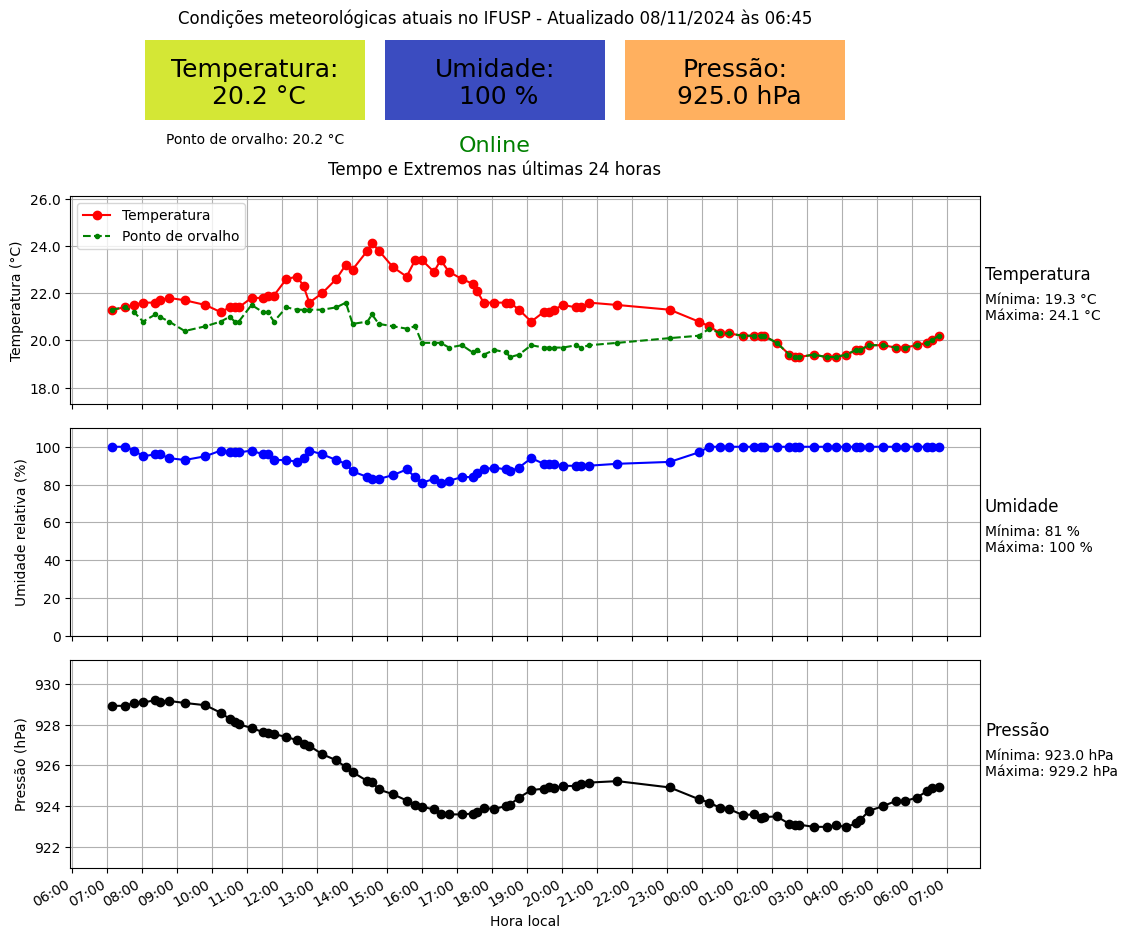 Condições meteorológicas atuais no IFUSP - Atualizado 08/11/2024 às 06:45
Temperatura:
20.2 °C
Umidade:
100 %
Pressão:
925.0 hPa
Ponto de orvalho: 20.2 °C
Online
Tempo e Extremos nas últimas 24 horas
Temperatura (°C)
26.0
24.0
22.0
20.0
18.0
Temperatura
Ponto de orvalho
Temperatura
Mínima: 19.3 °C
Máxima: 24.1 °C
Umidade relativa (%)
100
80
60
40
20
0
Umidade
Mínima: 81 %
Máxima: 100 %
Pressão (hPa)
930
928
926
924
922
Pressão
Mínima: 923.0 hPa
Máxima: 929.2 hPa
06:00 07:00 08:00 09:00 10:00 11:00 12:00 13:00 14:00 15:00 16:00 17:00 18:00 19:00 20:00 21:00 22:00 23:00 00:00 01:00 02:00 03:00 04:00 05:00 06:00 07:00
Hora local